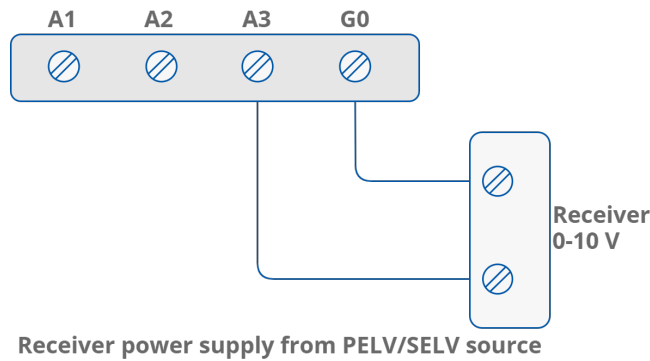 A1 A2 A3 G0
Receiver
0-10 V
Receiver power supply from PELV/SELV source